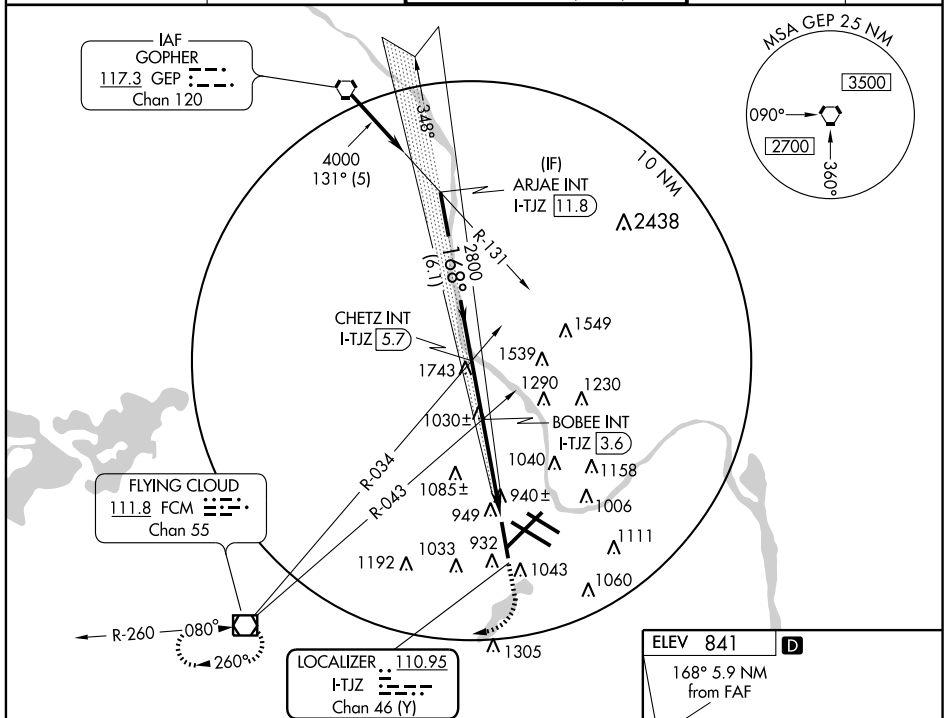 IAF
GOPHER
117.3 GEP
Chan 120
MSA GEP 25 NM
3500
090°
2700
360°
348°
4000
131° (5)
10 NM
(IF)
ARJAE INT
I-TJZ 11.8
2438
R-131
2800
168°
(6.1)
CHETZ INT
I-TJZ 5.7
1549
1539
1743
1290
1230
1030±
BOBEE INT
I-TJZ 3.6
R-034
R-043
1040
1158
1085±
940±
1006
949
FLYING CLOUD
111.8 FCM
Chan 55
1192
1033
932
1043
1111
1060
R-260
080°
260°
1305
LOCALIZER 110.95
I-TJZ
Chan 46 (Y)
ELEV 841 D
168° 5.9 NM
from FAF